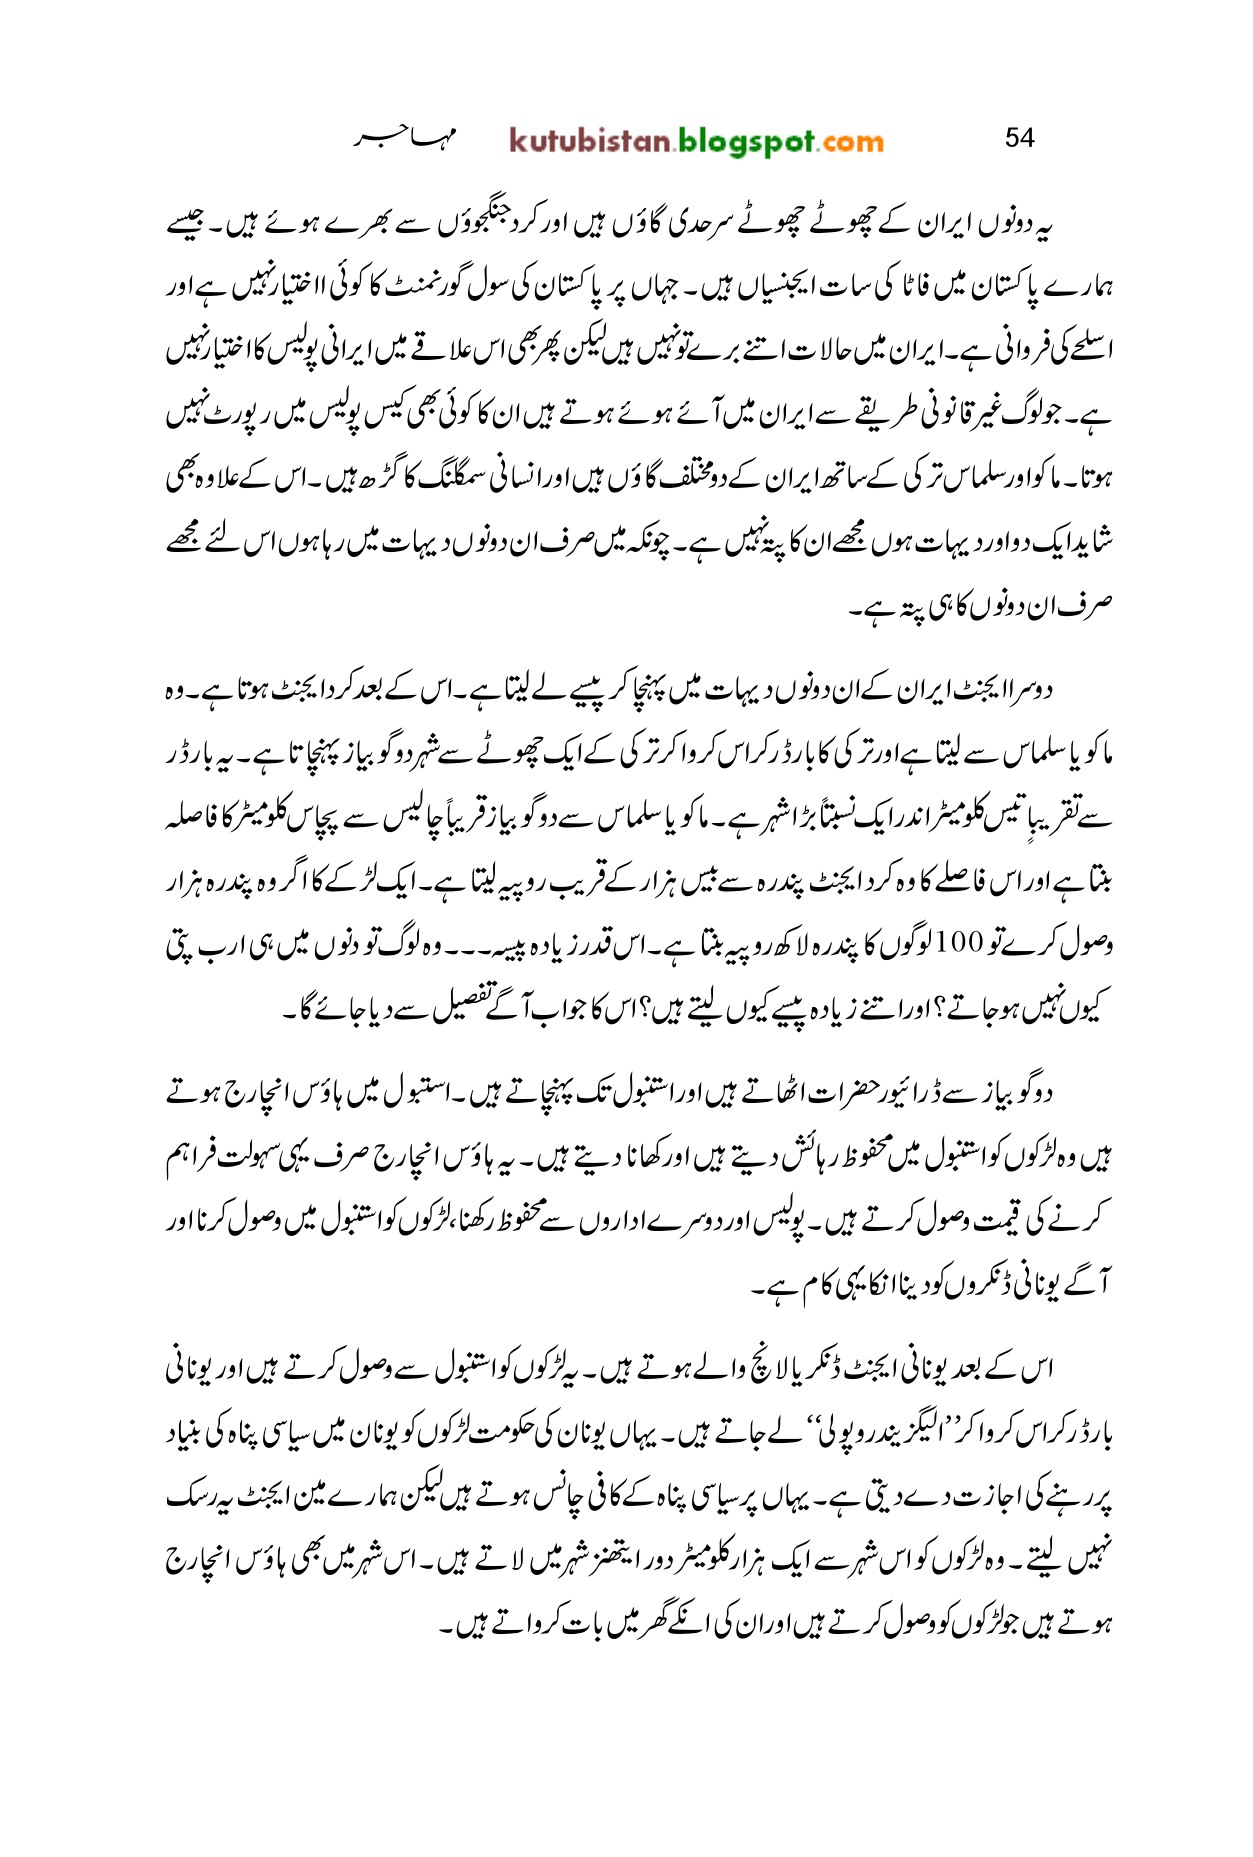 54 kutubistan.blogspot.com مہاجر
یہ دونوں ایران کے چھوٹے چھوٹے سرحدی گاؤں ہیں اور کرد جنگجوؤں سے بھرے ہوئے ہیں۔ جیسے
ہمارے پاکستان میں فاٹا کی سات ایجنسیاں ہیں۔ جہاں پر پاکستان کی سول گورنمنٹ کا کوئی ااختیار نہیں ہے اور
اسلحے کی فروانی ہے۔ ایران میں حالات اتنے برے تو نہیں ہیں لیکن پھر بھی اس علاقے میں ایرانی پولیس کا اختیار نہیں
ہے۔ جو لوگ غیر قانونی طریقے سے ایران میں آئے ہوئے ہوتے ہیں ان کا کوئی بھی کیس پولیس میں رپورٹ نہیں
ہوتا۔ ماکو اور سلماس ترکی کے ساتھ ایران کے دو مختلف گاؤں ہیں اور انسانی سمگلنگ کا گڑھ ہیں۔ اس کے علاوہ بھی
شاید ایک دو اور دیہات ہوں مجھے ان کا پتہ نہیں ہے۔ چونکہ میں صرف ان دونوں دیہات میں رہا ہوں اس لئے مجھے
صرف ان دونوں کا ہی پتہ ہے۔
دوسرا ایجنٹ ایران کے ان دونوں دیہات میں پہنچا کر پیسے لے لیتا ہے۔ اس کے بعد کرد ایجنٹ ہوتا ہے۔ وہ
ماکو یا سلماس سے لیتا ہے اور ترکی کا بارڈر کراس کروا کر ترکی کے ایک چھوٹے سے شہر دوگو بیاز پہنچاتا ہے۔ یہ بارڈر
سے تقریباٍ تیس کلومیٹر اندر ایک نسبتاً بڑا شہر ہے۔ ماکو یا سلماس سے دوگو بیاز قریباً چالیس سے پچاس کلومیٹر کا فاصلہ
بنتا ہے اور اس فاصلے کا وہ کرد ایجنٹ پندرہ سے بیس ہزار کے قریب روپیہ لیتا ہے۔ ایک لڑکے کا اگر وہ پندرہ ہزار
وصول کرے تو 100 لوگوں کا پندرہ لاکھ روپیہ بنتا ہے۔ اس قدر زیادہ پیسہ۔۔۔ وہ لوگ تو دنوں میں ہی ارب پتی
کیوں نہیں ہو جاتے؟ اور اتنے زیادہ پیسے کیوں لیتے ہیں؟ اس کا جواب آگے تفصیل سے دیا جائے گا۔
دوگو بیاز سے ڈرائیور حضرات اٹھاتے ہیں اور استنبول تک پہنچاتے ہیں۔ استبول میں ہاؤس انچارج ہوتے
ہیں وہ لڑکوں کو استنبول میں محفوظ رہائش دیتے ہیں اور کھانا دیتے ہیں۔ یہ ہاؤس انچارج صرف یہی سہولت فراہم
کرنے کی قیمت وصول کرتے ہیں۔ پولیس اور دوسرے اداروں سے محفوظ رکھنا، لڑکوں کو استنبول میں وصول کرنا اور
آگے یونانی ڈنکروں کو دینا انکا یہی کام ہے۔
اس کے بعد یونانی ایجنٹ ڈنکر یا لانچ والے ہوتے ہیں۔ یہ لڑکوں کو استنبول سے وصول کرتے ہیں اور یونانی
بارڈر کراس کروا کر ’’الیگزیندرو پولی‘‘ لے جاتے ہیں۔ یہاں یونان کی حکومت لڑکوں کو یونان میں سیاسی پناہ کی بنیاد
پر رہنے کی اجازت دے دیتی ہے۔ یہاں پر سیاسی پناہ کے کافی چانس ہوتے ہیں لیکن ہمارے مین ایجنٹ یہ رسک
نہیں لیتے۔ وہ لڑکوں کو اس شہر سے ایک ہزار کلومیٹر دور ایتھنز شہر میں لاتے ہیں۔ اس شہر میں بھی ہاؤس انچارج
ہوتے ہیں جو لڑکوں کو وصول کرتے ہیں اور ان کی انکے گھر میں بات کرواتے ہیں۔